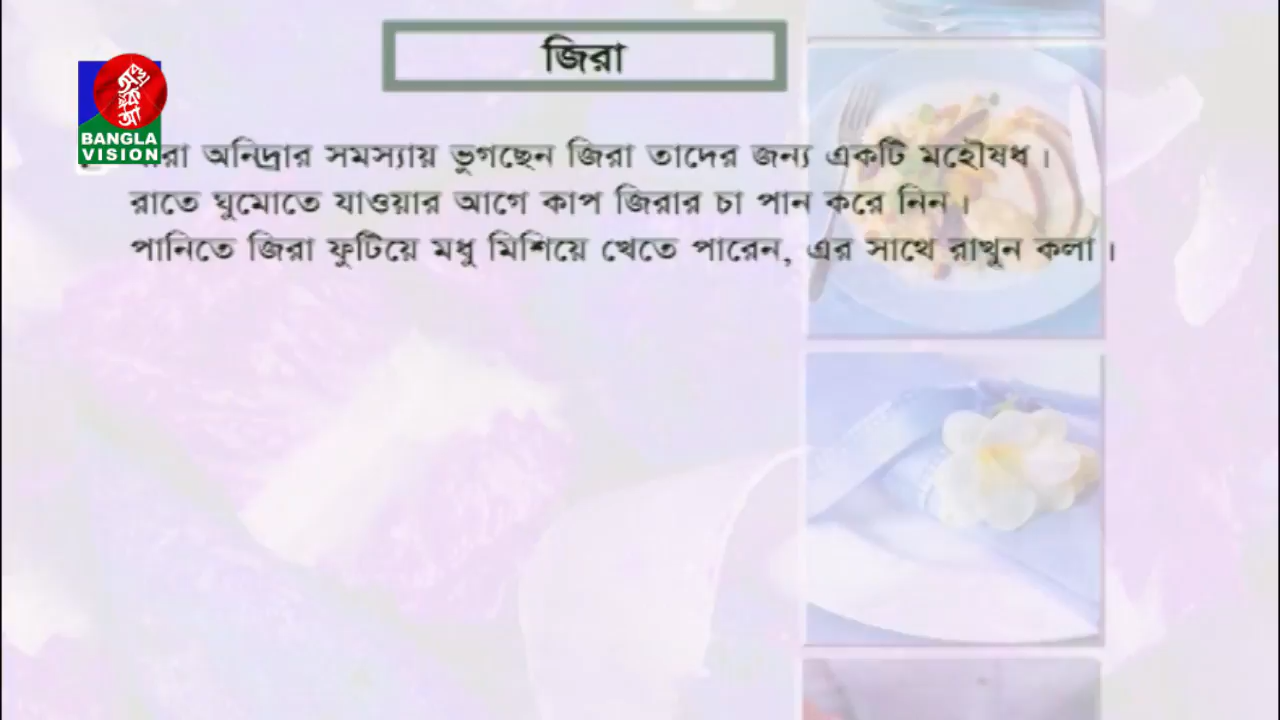 জিরা
BANGLA
VISION
রা অনিদ্রার সমস্যায় ভুগছেন জিরা তাদের জন্য একটি মহৌষধ।
রাতে ঘুমোতে যাওয়ার আগে কাপ জিরার চা পান করে নিন।
পানিতে জিরা ফুটিয়ে মধু মিশিয়ে খেতে পারেন, এর সাথে রাখুন কলা।